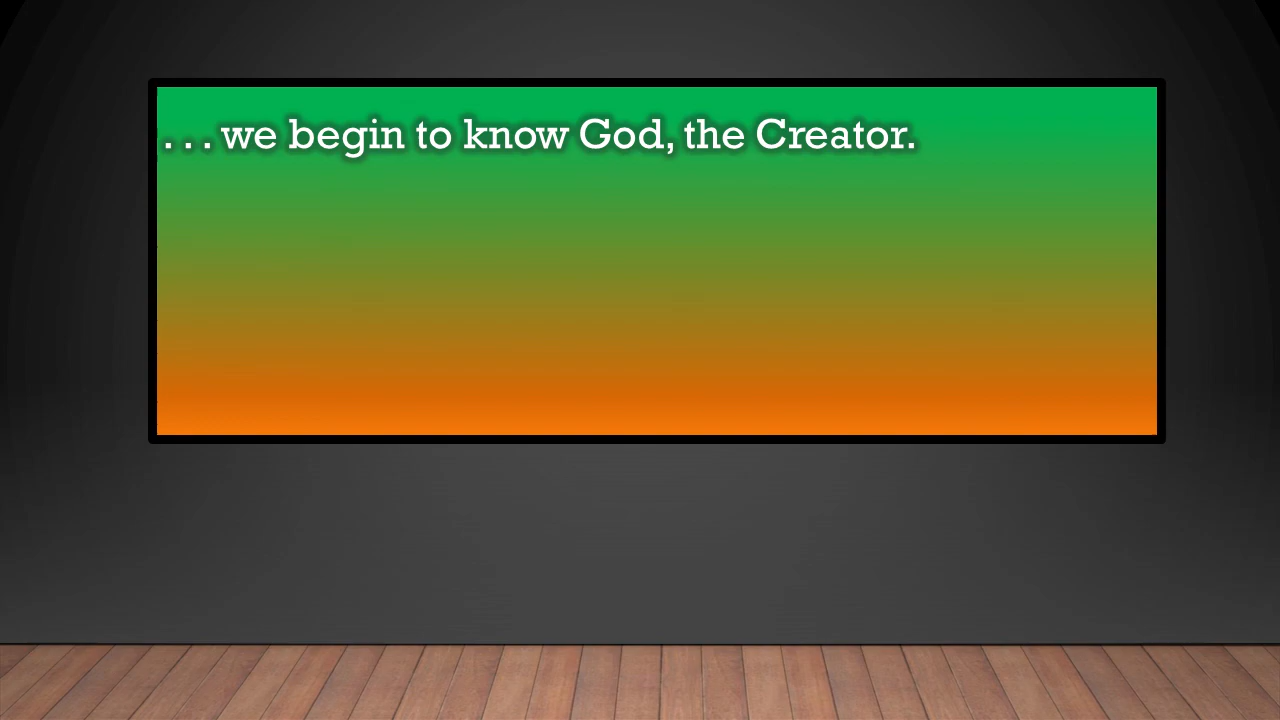 . . . we begin to know God, the Creator.